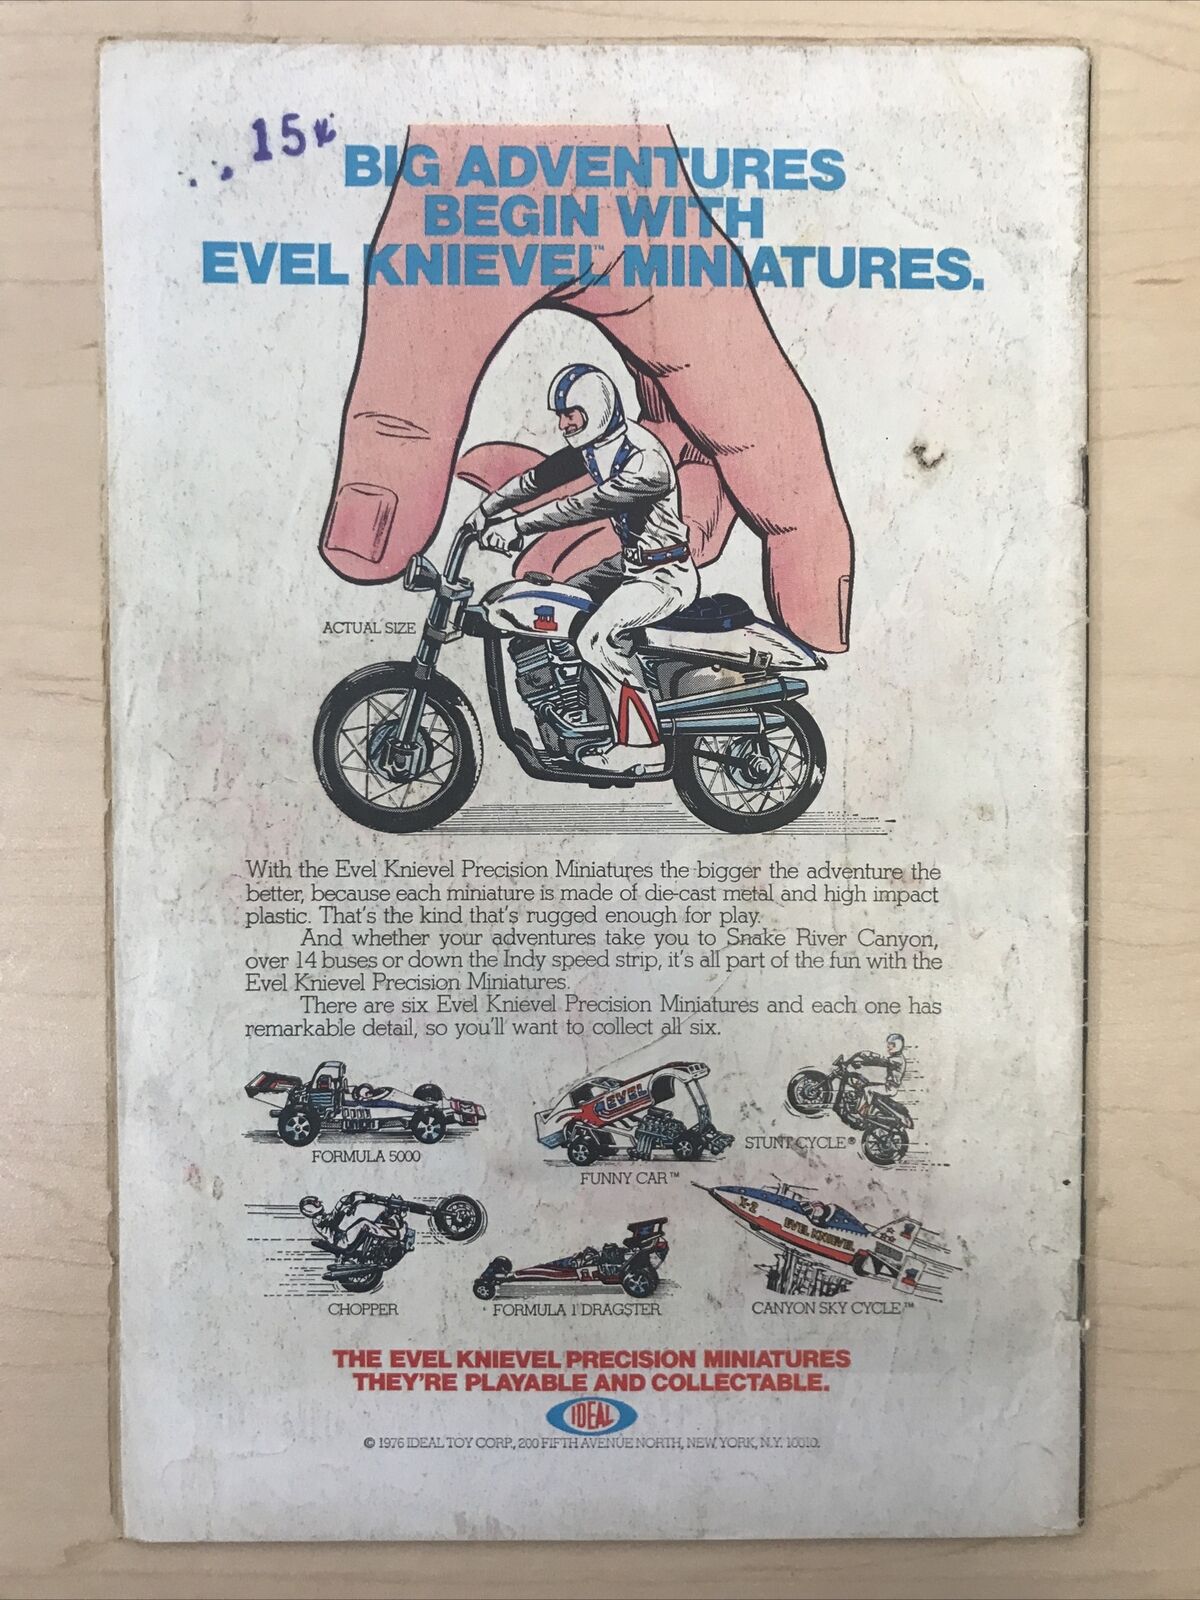 15¢
BIG ADVENTURES
BEGIN WITH
EVEL KNIEVEL™ MINIATURES.
ACTUAL SIZE
1
With the Evel Knievel Precision Miniatures the bigger the adventure the
better, because each miniature is made of die-cast metal and high impact
plastic. That's the kind that's rugged enough for play.
And whether your adventures take you to Snake River Canyon,
over 14 buses or down the Indy speed strip, it's all part of the fun with the
Evel Knievel Precision Miniatures.
There are six Evel Knievel Precision Miniatures and each one has
remarkable detail, so you'll want to collect all six.
FORMULA 5000
EVEL
FUNNY CAR™
STUNT CYCLE®
CHOPPER
FORMULA 1 DRAGSTER
X-2
EVEL KNIEVEL
CANYON SKY CYCLE™
THE EVEL KNIEVEL PRECISION MINIATURES
THEY'RE PLAYABLE AND COLLECTABLE.
IDEAL
© 1976 IDEAL TOY CORP., 200 FIFTH AVENUE NORTH, NEW YORK, N.Y. 10010.